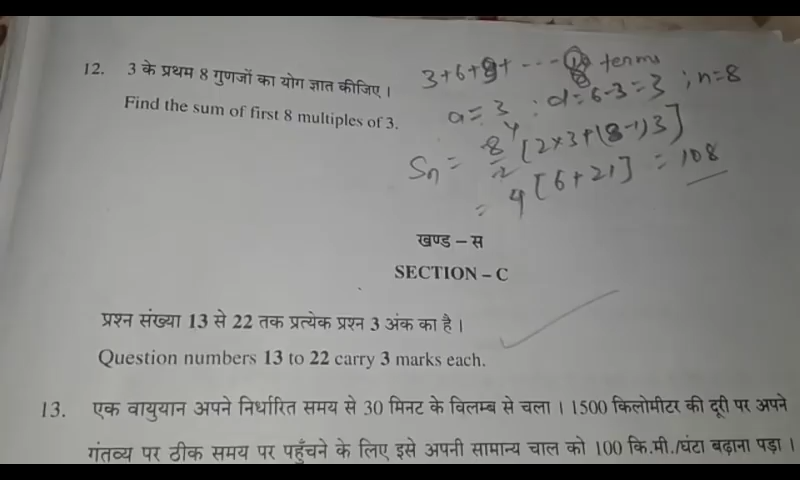 12. 3 के प्रथम 8 गुणजों का योग ज्ञात कीजिए ।
Find the sum of first 8 multiples of 3.
3+6+9+ ---- 8 terms
a = 3 ; d = 6-3 = 3 ; n = 8
Sn = 8/2 [2×3+(8-1)3]
= 4 [6+21] = 108
खण्ड – स
SECTION – C
प्रश्न संख्या 13 से 22 तक प्रत्येक प्रश्न 3 अंक का है ।
Question numbers 13 to 22 carry 3 marks each.
13. एक वायुयान अपने निर्धारित समय से 30 मिनट के विलम्ब से चला । 1500 किलोमीटर की दूरी पर अपने
गंतव्य पर ठीक समय पर पहुँचने के लिए इसे अपनी सामान्य चाल को 100 कि.मी./घंटा बढ़ाना पड़ा ।